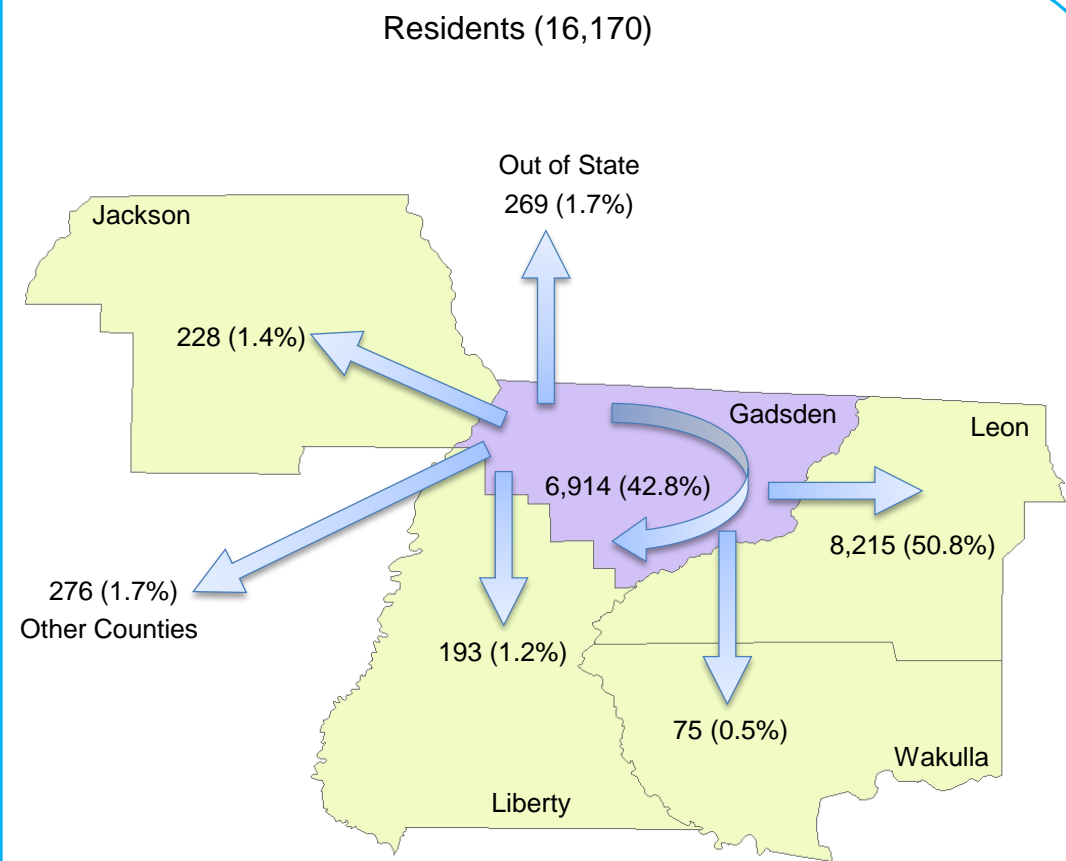 Residents (16,170)
Out of State
269 (1.7%)
Jackson
228 (1.4%)
Gadsden
Leon
6,914 (42.8%)
8,215 (50.8%)
276 (1.7%)
Other Counties
193 (1.2%)
75 (0.5%)
Wakulla
Liberty